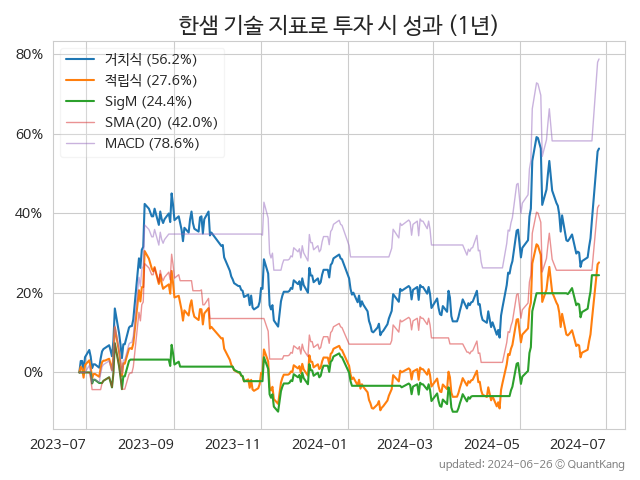 한샘 기술 지표로 투자 시 성과 (1년)
80%
60%
40%
20%
0%
거치식 (56.2%)
적립식 (27.6%)
SigM (24.4%)
SMA(20) (42.0%)
MACD (78.6%)
2023-07 2023-09 2023-11 2024-01 2024-03 2024-05 2024-07
updated: 2024-06-26 ⓒ QuantKang